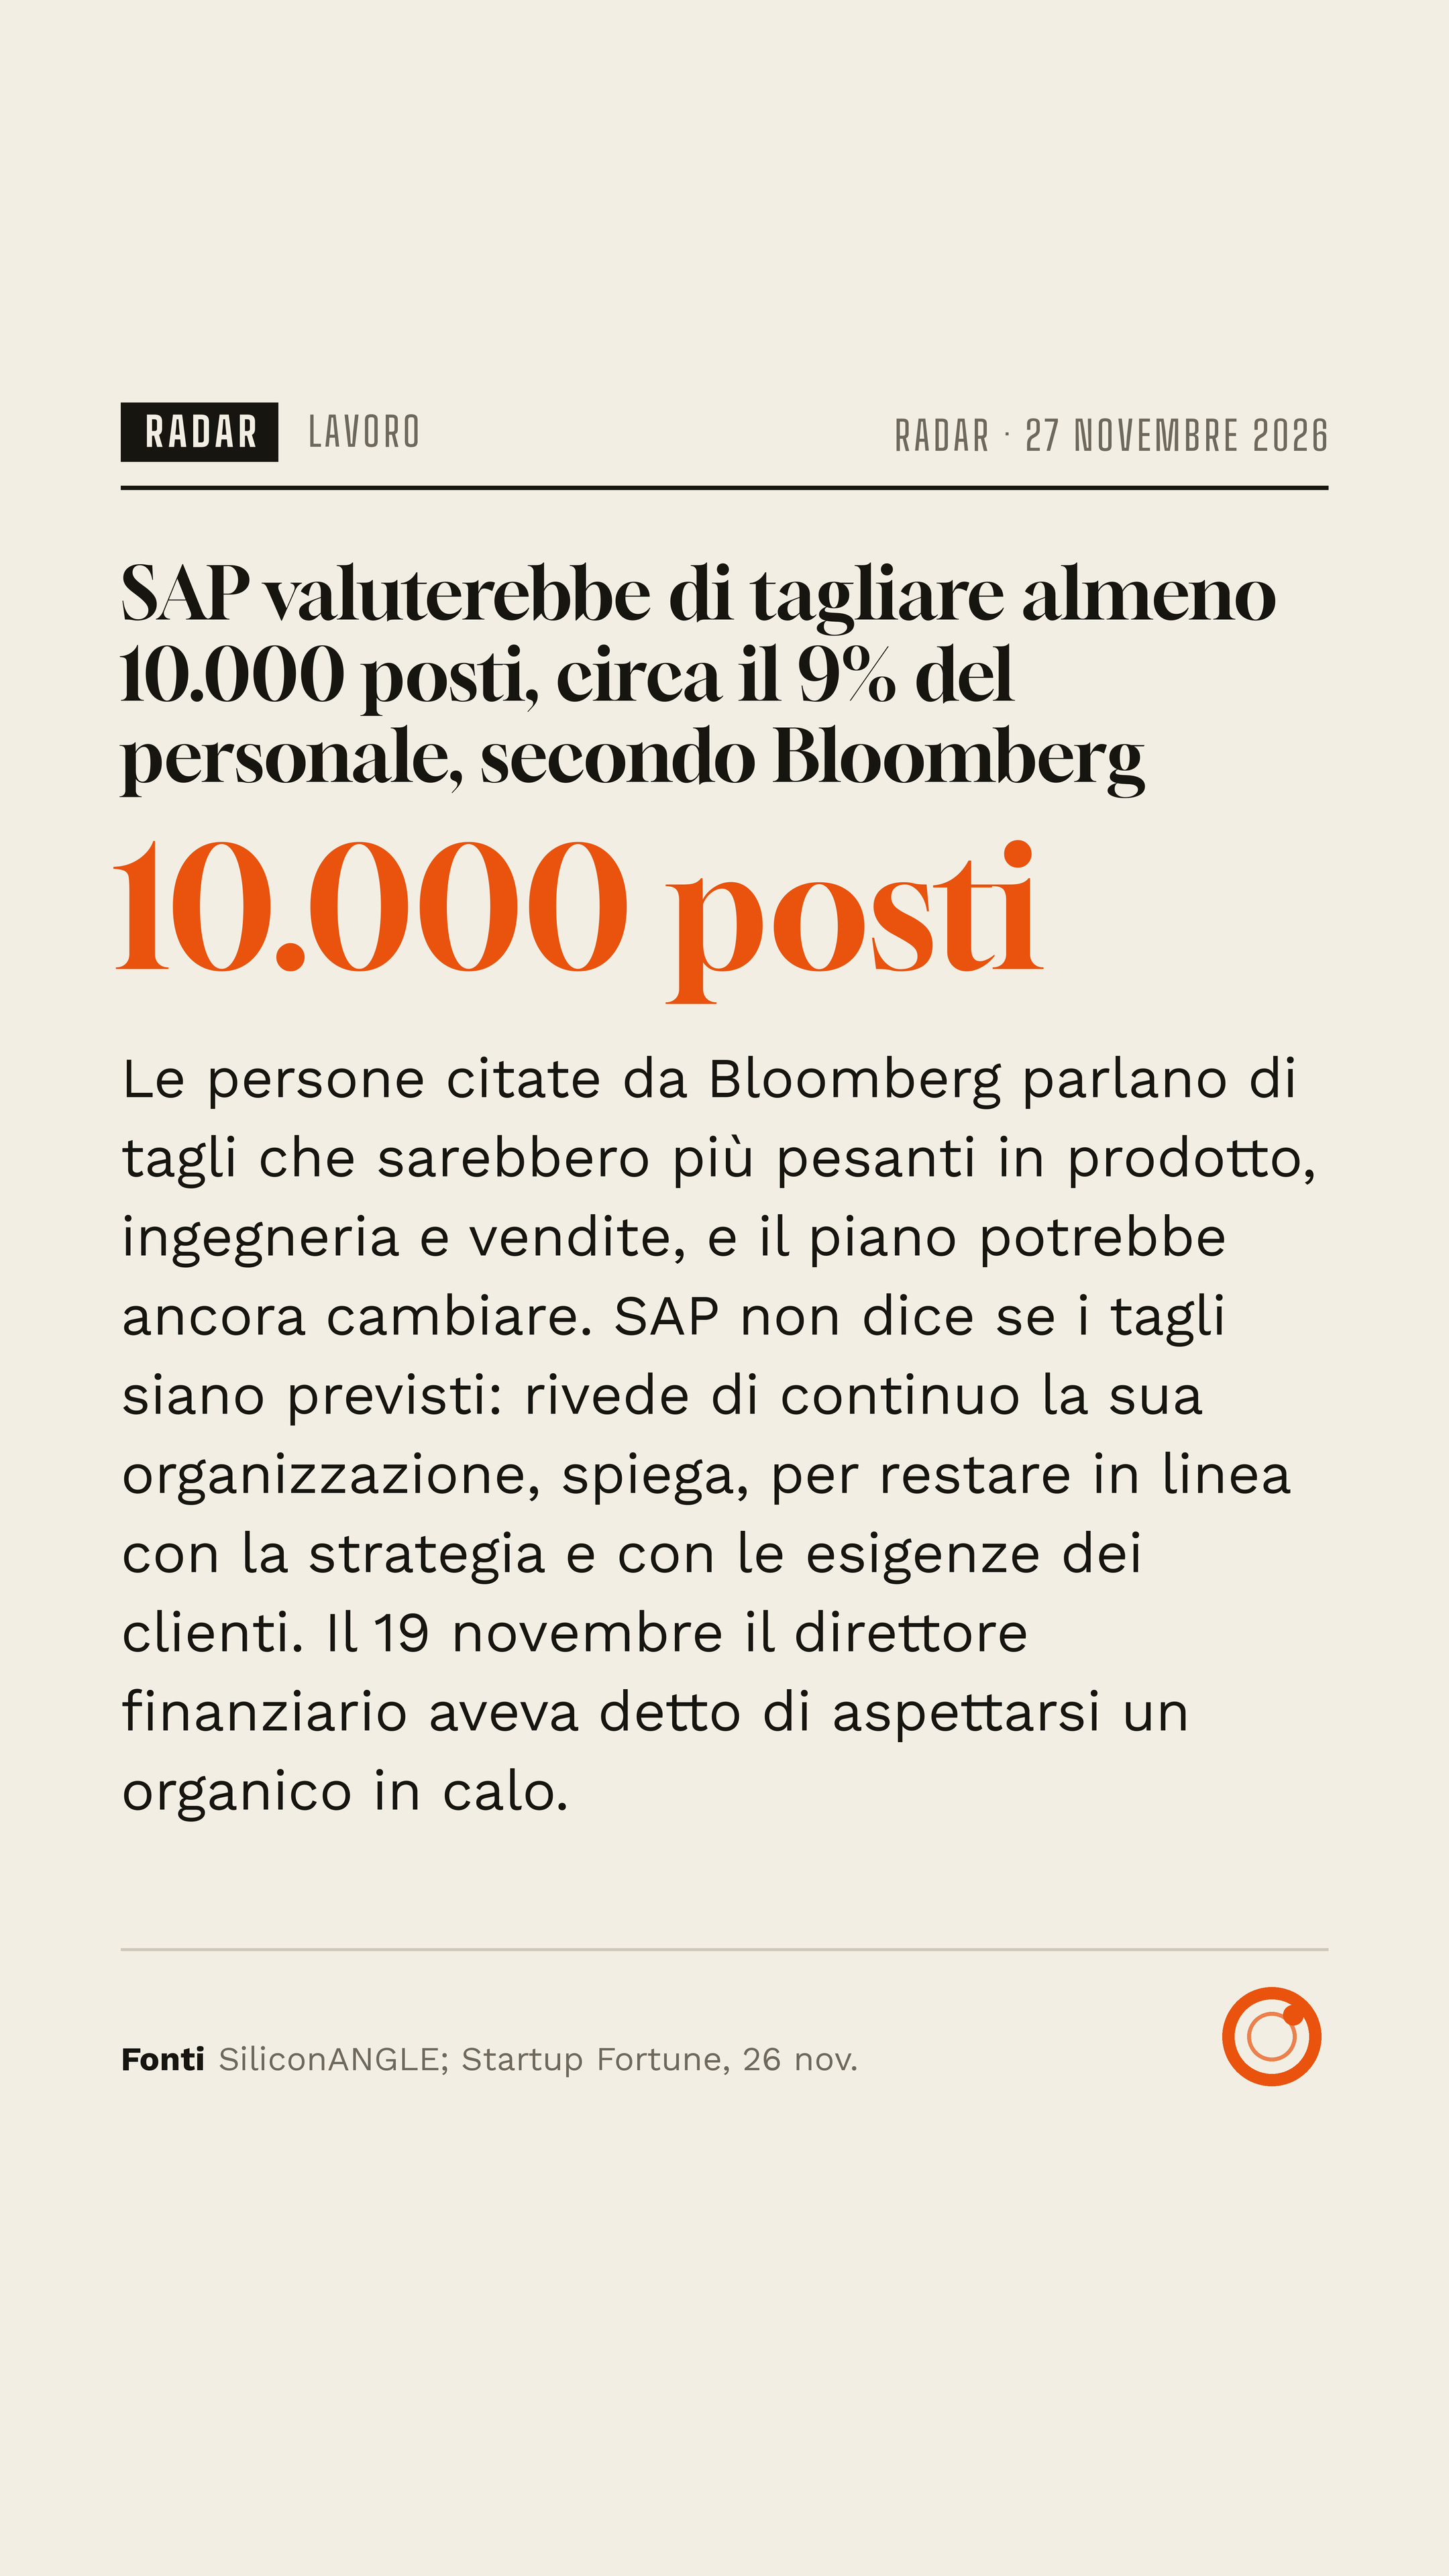 RADAR LAVORO RADAR · 27 NOVEMBRE 2026
SAP valuterebbe di tagliare almeno
10.000 posti, circa il 9% del
personale, secondo Bloomberg
10.000 posti
Le persone citate da Bloomberg parlano di
tagli che sarebbero più pesanti in prodotto,
ingegneria e vendite, e il piano potrebbe
ancora cambiare. SAP non dice se i tagli
siano previsti: rivede di continuo la sua
organizzazione, spiega, per restare in linea
con la strategia e con le esigenze dei
clienti. Il 19 novembre il direttore
finanziario aveva detto di aspettarsi un
organico in calo.
Fonti SiliconANGLE; Startup Fortune, 26 nov.